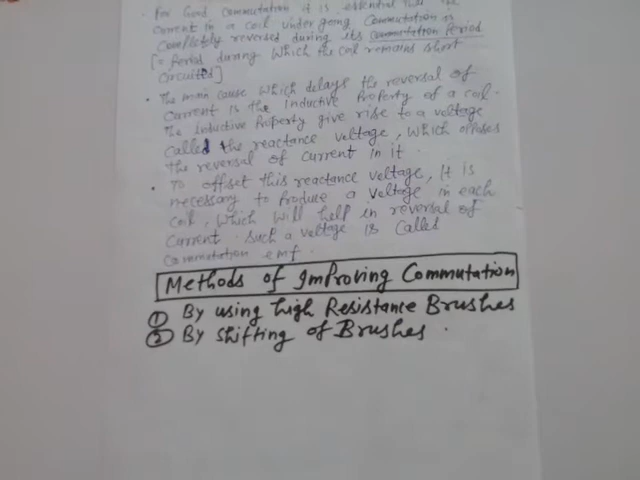 • For Good Commutation it is essential that the
current in a coil under going Commutation is
Completely reversed during its commutation Period
[= Period during Which the coil remains short
circuited]
• The main cause Which delays the reversal of
Current is the inductive Property of a coil.
The Inductive Property give rise to a voltage
Called the reactance voltage, Which opposes
the reversal of current in it.
• To offset this reactance voltage, It is
necessary to Produce a voltage in each
Coil, Which Will help in reversal of
Current. Such a voltage is Called
Commutation emf.
Methods of Improving Commutation
① By using high Resistance Brushes
② By shifting of Brushes.